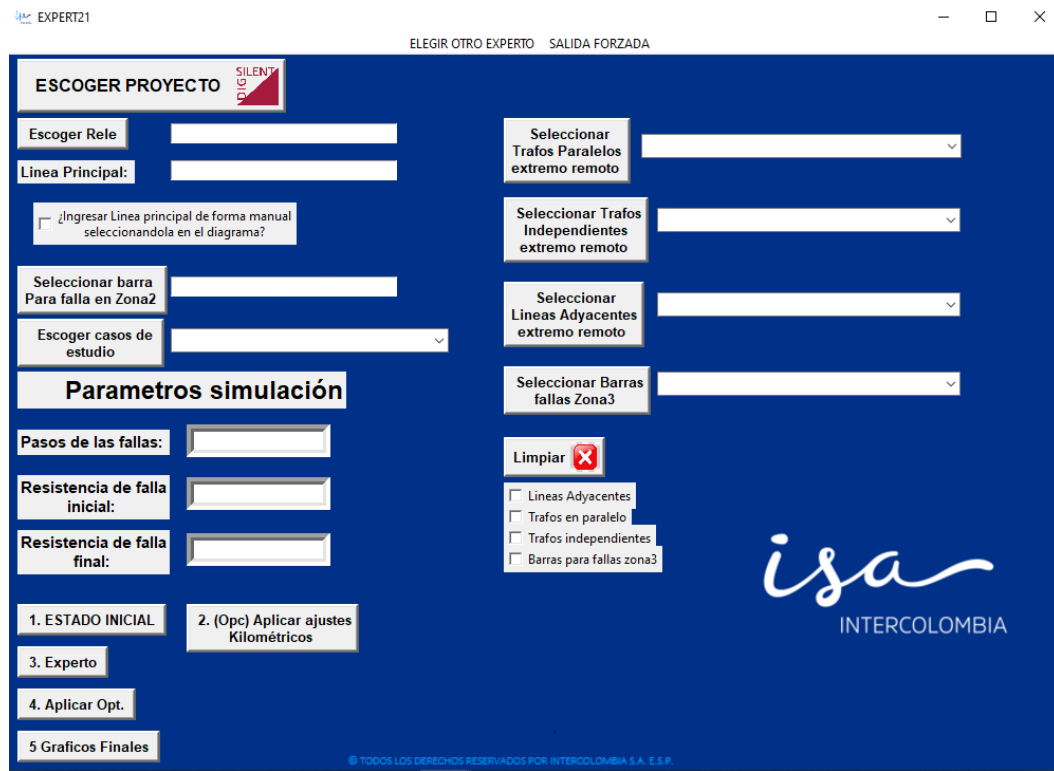 EXPERT21
ELEGIR OTRO EXPERTO SALIDA FORZADA
ESCOGER PROYECTO
DIG
SILENT
Escoger Rele
Linea Principal:
¿Ingresar Linea principal de forma manual
seleccionandola en el diagrama?
Seleccionar barra
Para falla en Zona2
Escoger casos de
estudio
Parametros simulación
Pasos de las fallas:
Resistencia de falla
inicial:
Resistencia de falla
final:
1. ESTADO INICIAL
2. (Opc) Aplicar ajustes
Kilométricos
3. Experto
4. Aplicar Opt.
5 Graficos Finales
Seleccionar
Trafos Paralelos
extremo remoto
Seleccionar Trafos
Independientes
extremo remoto
Seleccionar
Lineas Adyacentes
extremo remoto
Seleccionar Barras
fallas Zona3
Limpiar
Lineas Adyacentes
Trafos en paralelo
Trafos independientes
Barras para fallas zona3
isa
INTERCOLOMBIA
© TODOS LOS DERECHOS RESERVADOS POR INTERCOLOMBIA S.A. E.S.P.